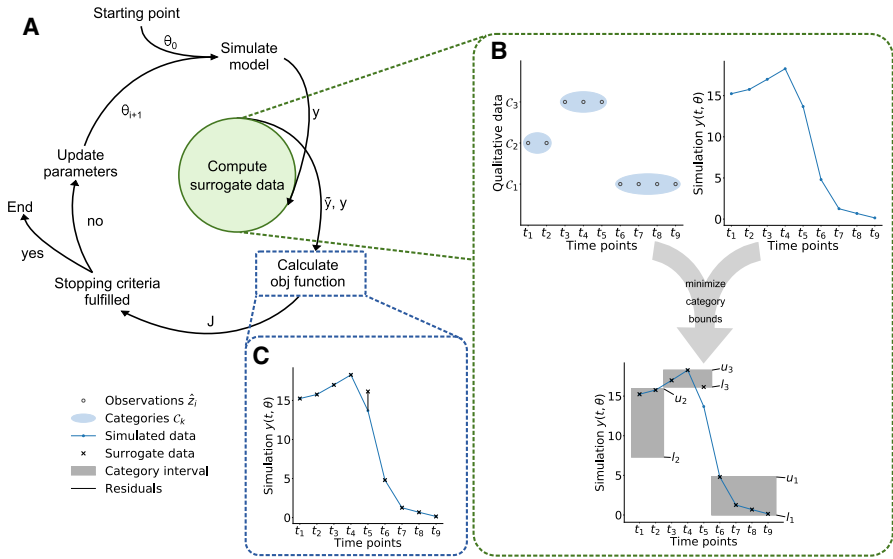 A
Starting point
θ₀
Simulate
model
θᵢ₊₁
y
Update
parameters
Compute
surrogate data
ỹ, y
End
no
yes
Stopping criteria
fulfilled
Calculate
obj function
J
B
Qualitative data
C₃
C₂
C₁
t₁ t₂ t₃ t₄ t₅ t₆ t₇ t₈ t₉
Time points
Simulation y(t, θ)
15
10
5
0
t₁ t₂ t₃ t₄ t₅ t₆ t₇ t₈ t₉
Time points
minimize
category
bounds
Simulation y(t, θ)
15
10
5
0
u₃
l₃
u₂
l₂
u₁
l₁
t₁ t₂ t₃ t₄ t₅ t₆ t₇ t₈ t₉
Time points
C
Simulation y(t, θ)
15
10
5
0
t₁ t₂ t₃ t₄ t₅ t₆ t₇ t₈ t₉
Time points
Observations ẑᵢ
Categories Cₖ
Simulated data
Surrogate data
Category interval
Residuals